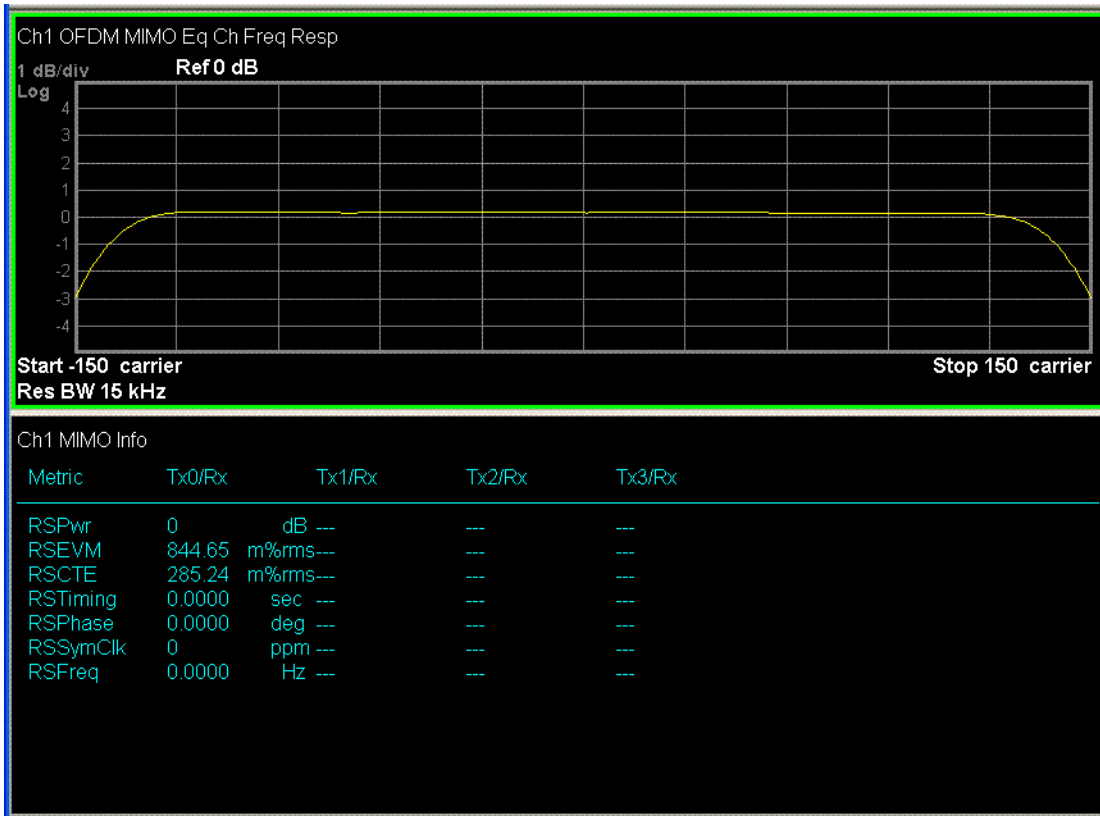 Ch1 OFDM MIMO Eq Ch Freq Resp
1 dB/div Ref 0 dB
Log
4
3
2
1
0
-1
-2
-3
-4
Start -150 carrier Stop 150 carrier
Res BW 15 kHz
Ch1 MIMO Info
Metric Tx0/Rx Tx1/Rx Tx2/Rx Tx3/Rx
RSPwr 0 dB --- --- ---
RSEVM 844.65 m%rms --- --- ---
RSCTE 285.24 m%rms --- --- ---
RSTiming 0.0000 sec --- --- ---
RSPhase 0.0000 deg --- --- ---
RSSymClk 0 ppm --- --- ---
RSFreq 0.0000 Hz --- --- ---